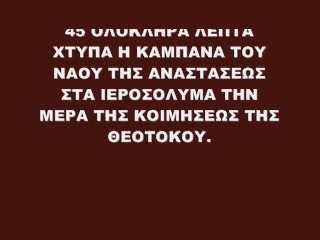 45 ΟΛΟΚΛΗΡΑ ΛΕΠΤΑ
ΧΤΥΠΑ Η ΚΑΜΠΑΝΑ ΤΟΥ
ΝΑΟΥ ΤΗΣ ΑΝΑΣΤΑΣΕΩΣ
ΣΤΑ ΙΕΡΟΣΟΛΥΜΑ ΤΗΝ
ΜΕΡΑ ΤΗΣ ΚΟΙΜΗΣΕΩΣ ΤΗΣ
ΘΕΟΤΟΚΟΥ.